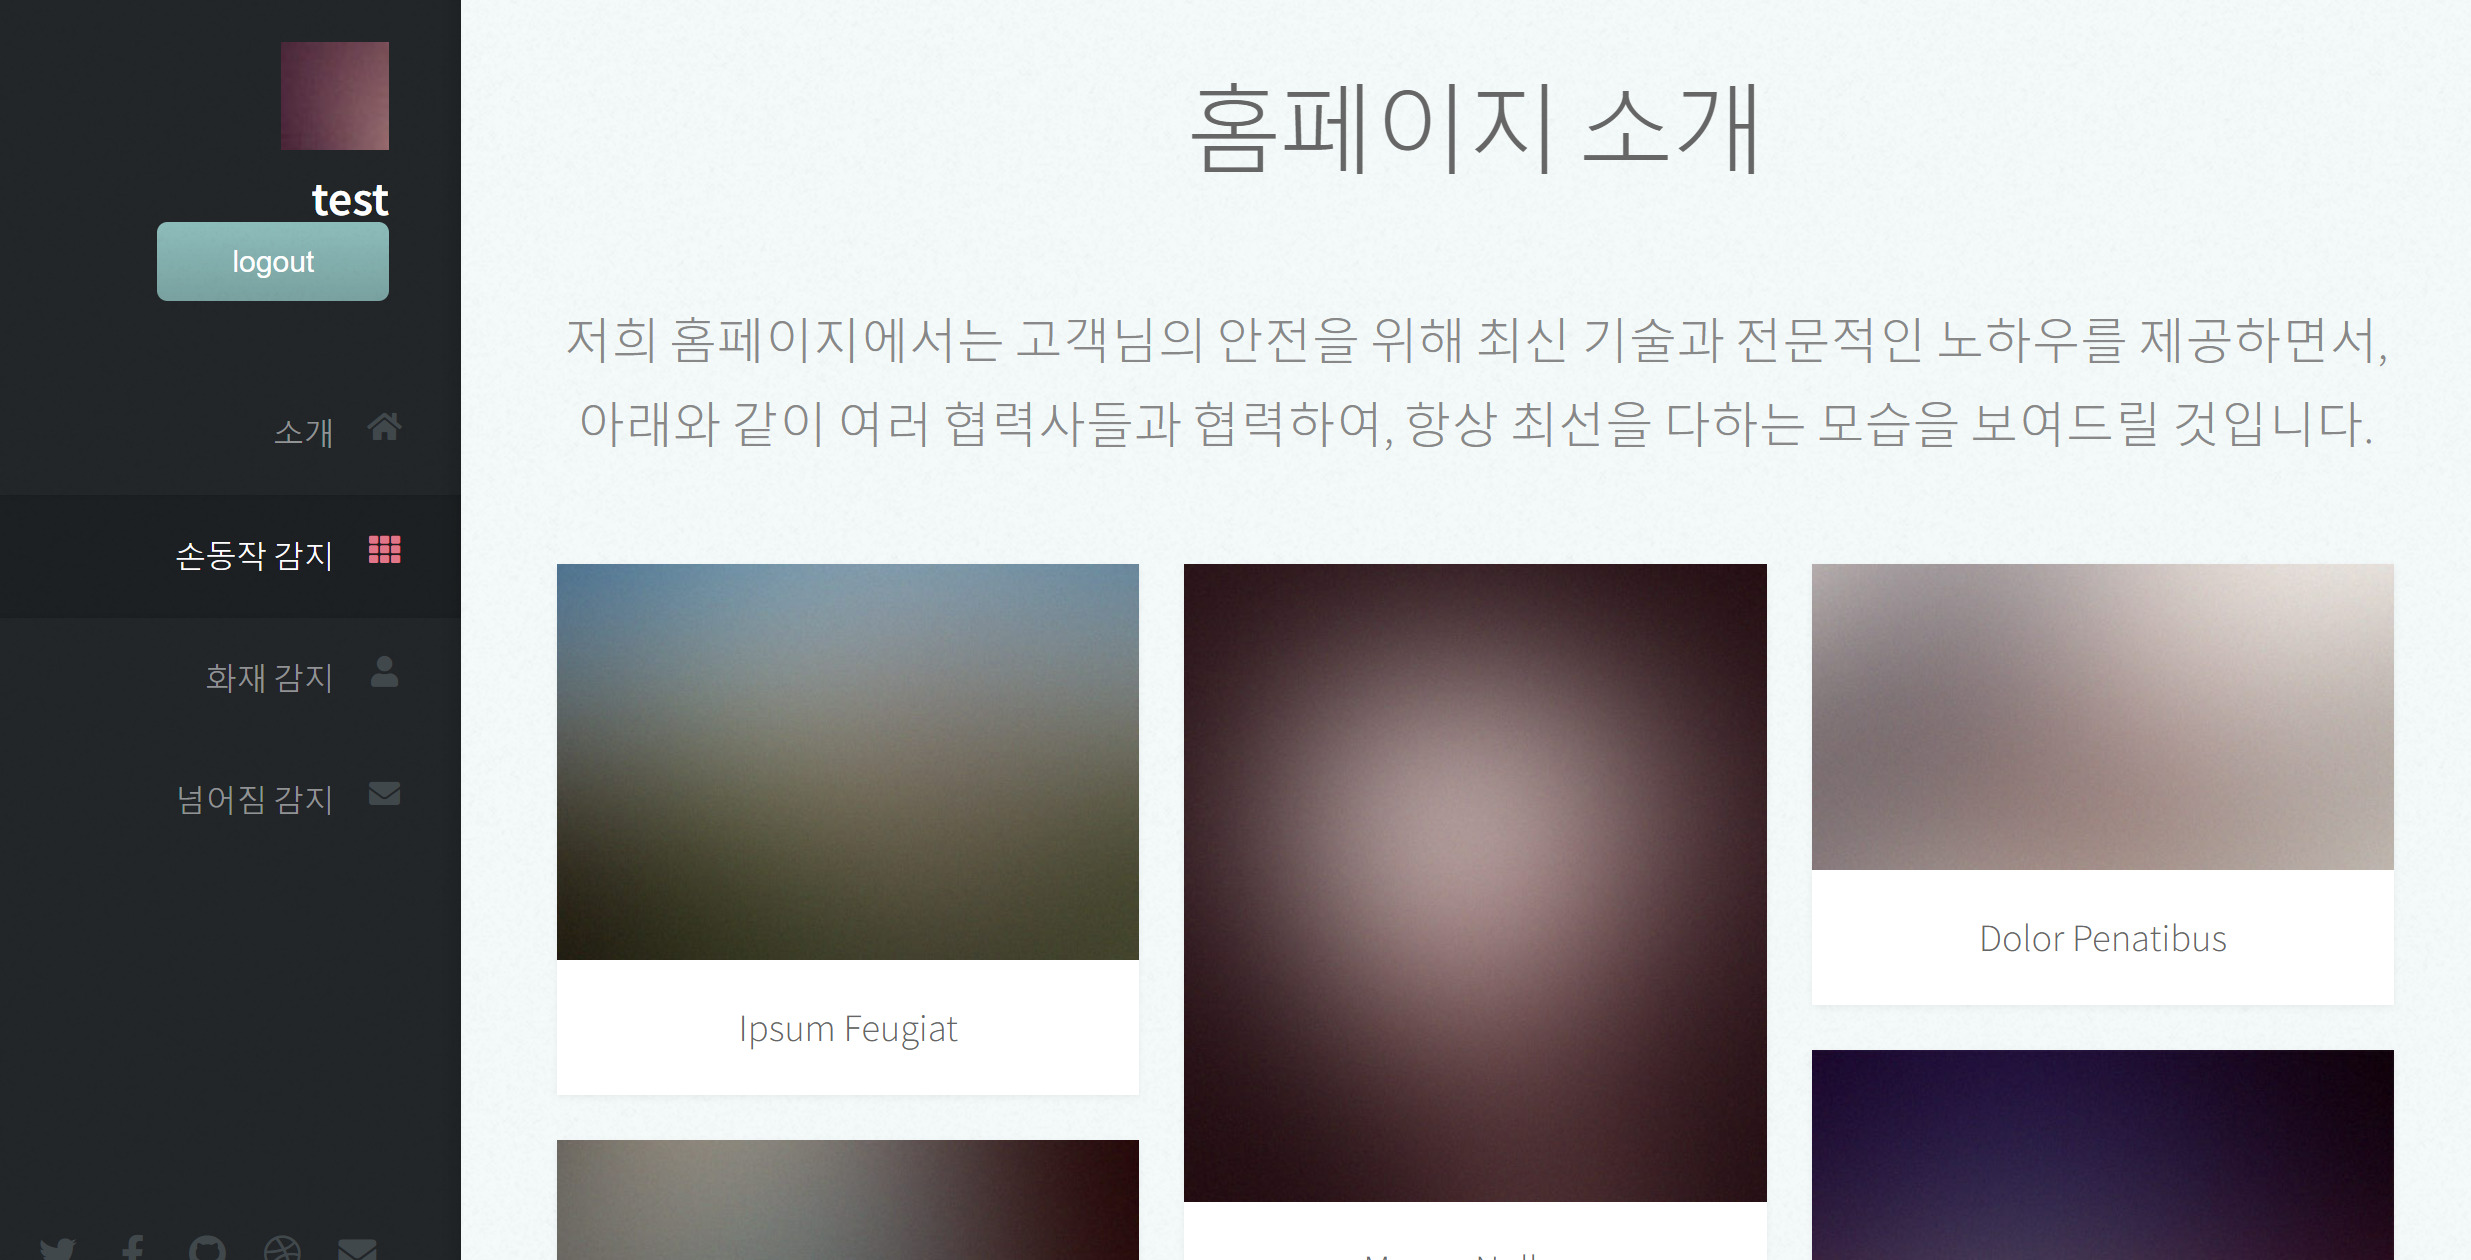 test
logout
소개
손동작 감지
화재 감지
넘어짐 감지
홈페이지 소개
저희 홈페이지에서는 고객님의 안전을 위해 최신 기술과 전문적인 노하우를 제공하면서,
아래와 같이 여러 협력사들과 협력하여, 항상 최선을 다하는 모습을 보여드릴 것입니다.
Ipsum Feugiat
Dolor Penatibus